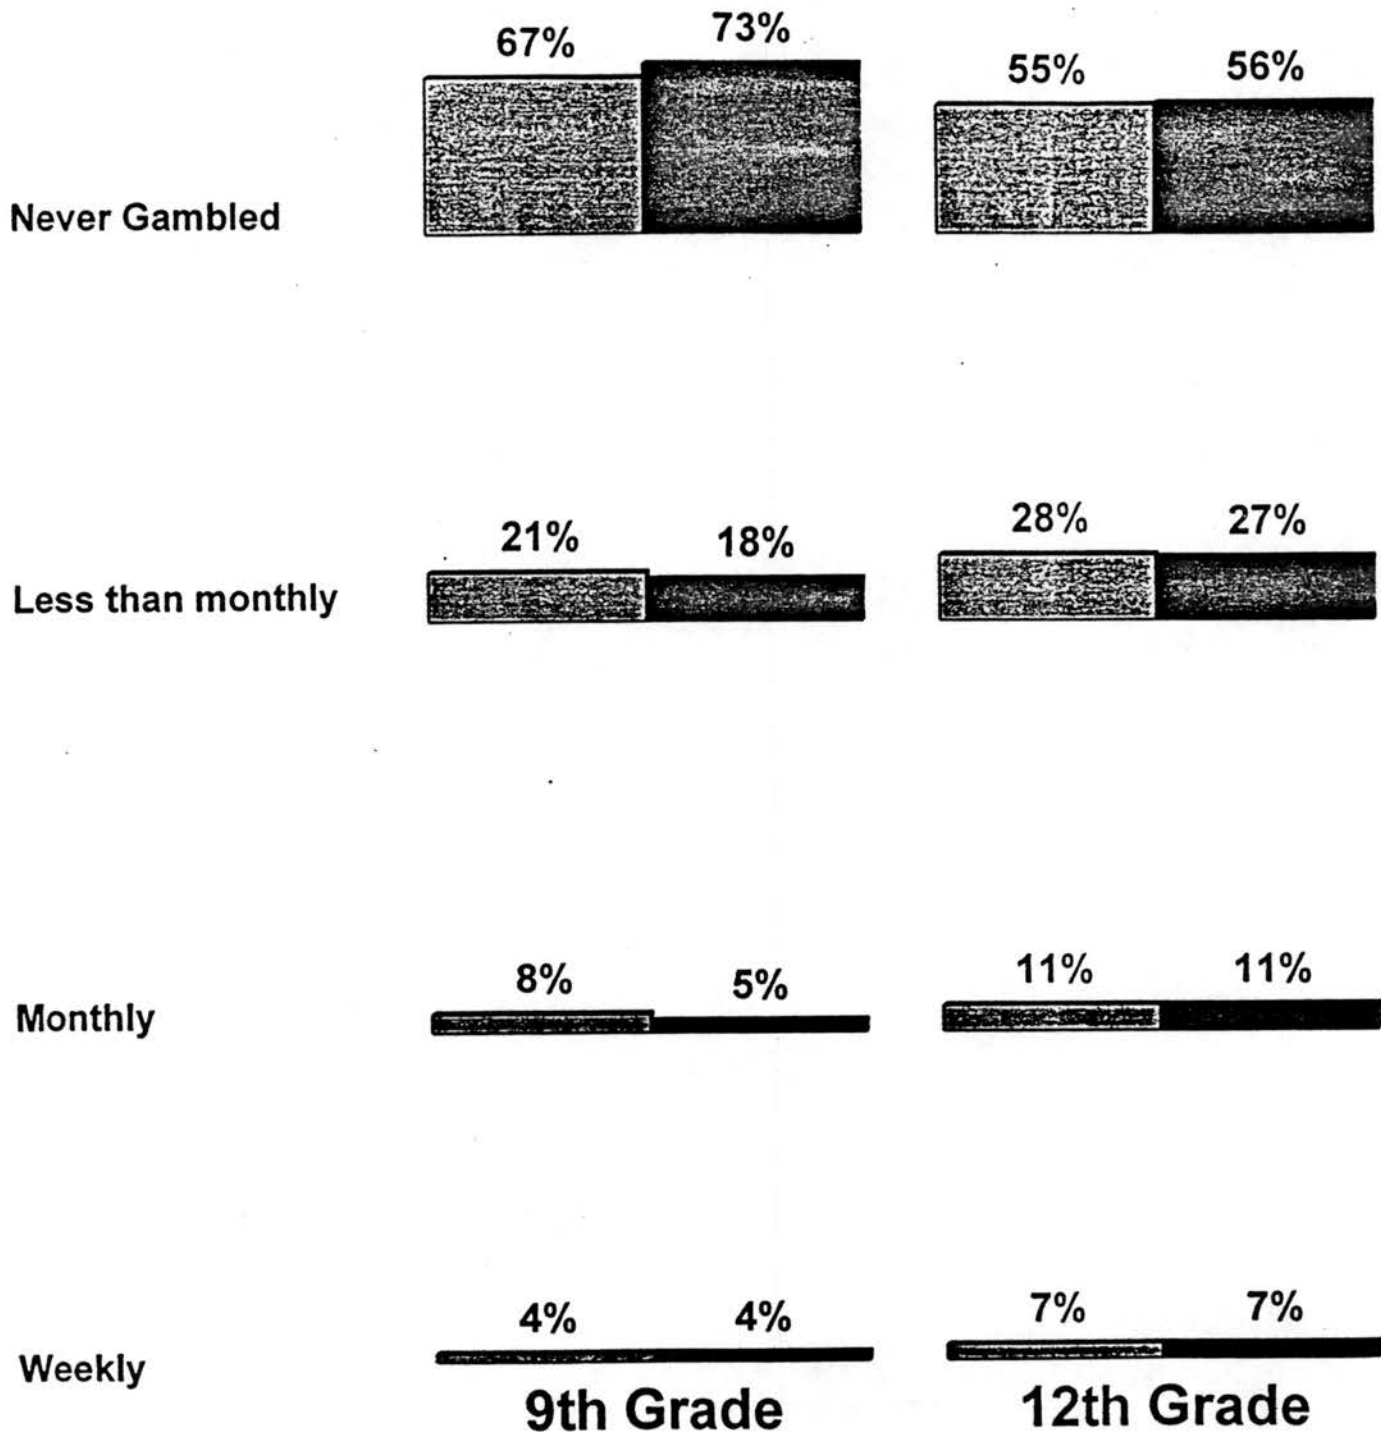 67% 73% 55% 56%
Never Gambled
21% 18% 28% 27%
Less than monthly
8% 5% 11% 11%
Monthly
4% 4% 7% 7%
Weekly
9th Grade 12th Grade